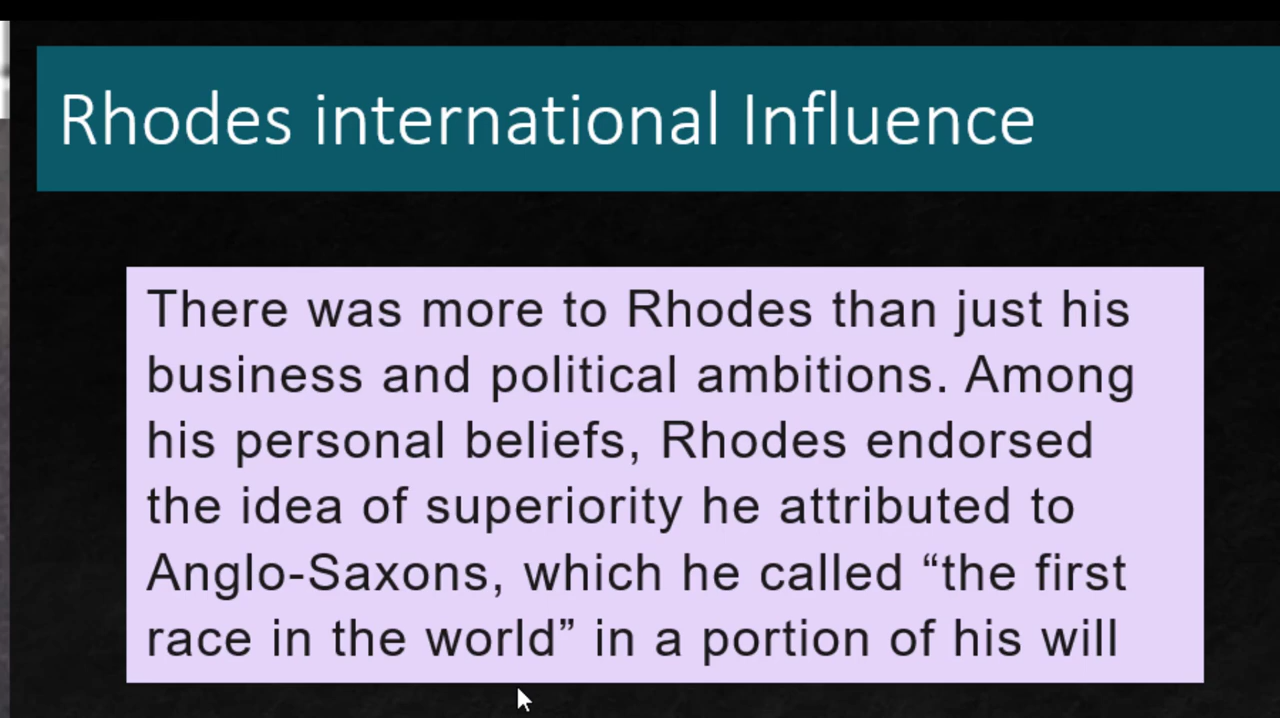 Rhodes international Influence
There was more to Rhodes than just his
business and political ambitions. Among
his personal beliefs, Rhodes endorsed
the idea of superiority he attributed to
Anglo-Saxons, which he called “the first
race in the world” in a portion of his will